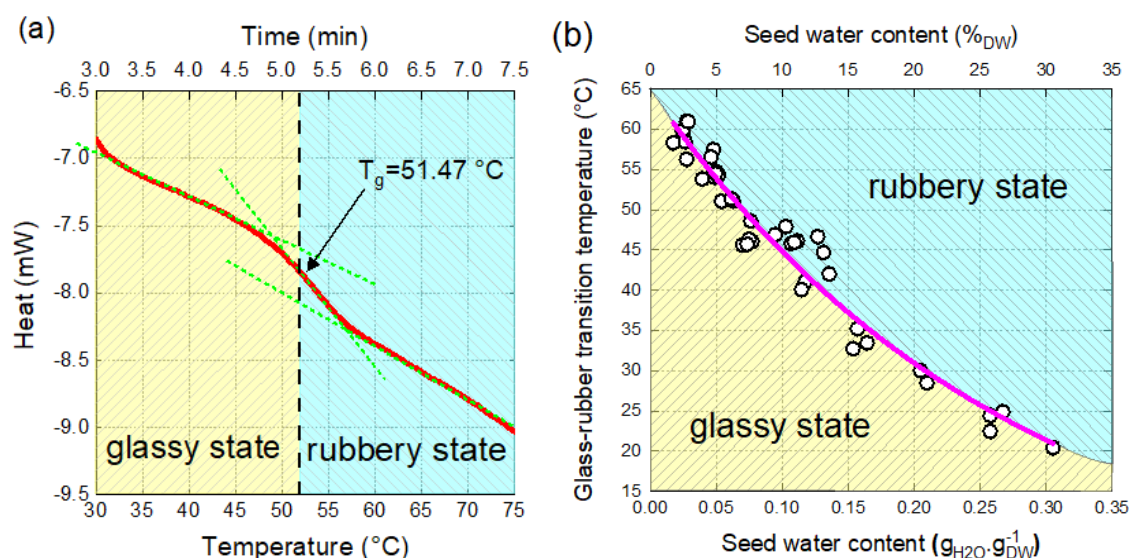 (a)
Time (min)
3.0 4.0 4.5 5.0 5.5 6.0 6.5 7.0 7.5
-6.5
-7.0
-7.5
-8.0
-8.5
-9.0
-9.5
Heat (mW)
Tg=51.47 °C
glassy state
rubbery state
30 35 40 45 50 55 60 65 70 75
Temperature (°C)
(b)
Seed water content (%DW)
0 5 10 15 20 25 30 35
65
60
55
50
45
40
35
30
25
20
15
Glass-rubber transition temperature (°C)
rubbery state
glassy state
0.00 0.05 0.10 0.15 0.20 0.25 0.30 0.35
Seed water content (gH2O.g-1DW)